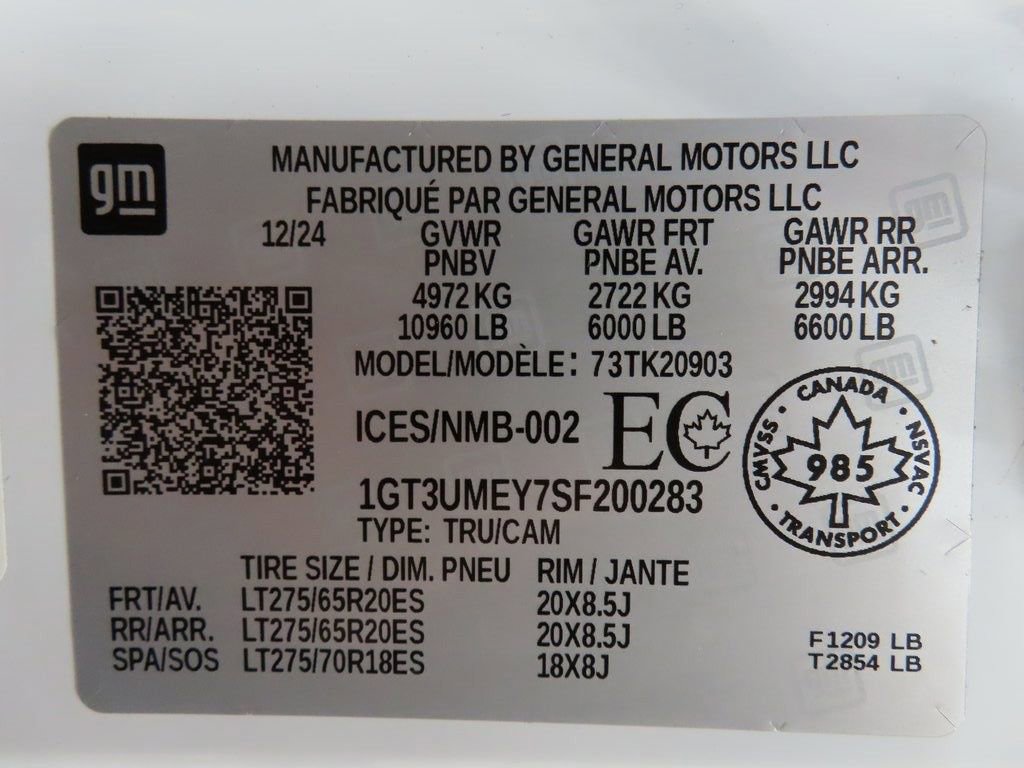 gm
MANUFACTURED BY GENERAL MOTORS LLC
FABRIQUÉ PAR GENERAL MOTORS LLC
12/24 GVWR GAWR FRT GAWR RR
PNBV PNBE AV. PNBE ARR.
4972 KG 2722 KG 2994 KG
10960 LB 6000 LB 6600 LB
MODEL/MODÈLE: 73TK20903
ICES/NMB-002 EC
CANADA
CMVSS 985 NSVAC
TRANSPORT
1GT3UMEY7SF200283
TYPE: TRU/CAM
TIRE SIZE / DIM. PNEU RIM / JANTE
FRT/AV. LT275/65R20ES 20X8.5J
RR/ARR. LT275/65R20ES 20X8.5J
SPA/SOS LT275/70R18ES 18X8J
F1209 LB
T2854 LB